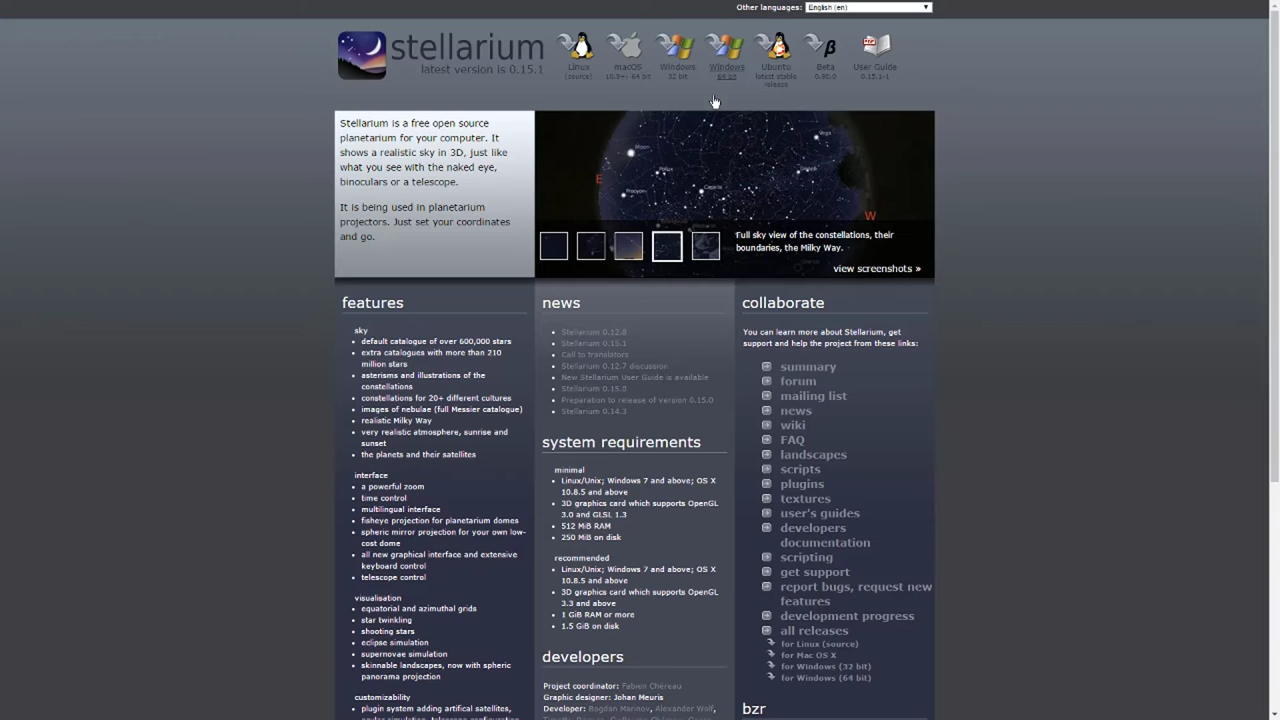 Other languages: English (en)
stellarium
latest version is 0.15.1
Linux
(source)
macOS
10.9+; 64 bit
Windows
32 bit
Windows
64 bit
Ubuntu
latest stable
release
β
Beta
0.90.0
User Guide
0.15.1-1
Stellarium is a free open source
planetarium for your computer. It
shows a realistic sky in 3D, just like
what you see with the naked eye,
binoculars or a telescope.
It is being used in planetarium
projectors. Just set your coordinates
and go.
Moon
Pollux
Procyon
Capella
Vega
E
W
Full sky view of the constellations, their
boundaries, the Milky Way.
view screenshots »
features
sky
default catalogue of over 600,000 stars
extra catalogues with more than 210
million stars
asterisms and illustrations of the
constellations
constellations for 20+ different cultures
images of nebulae (full Messier catalogue)
realistic Milky Way
very realistic atmosphere, sunrise and
sunset
the planets and their satellites
interface
a powerful zoom
time control
multilingual interface
fisheye projection for planetarium domes
spheric mirror projection for your own low-
cost dome
all new graphical interface and extensive
keyboard control
telescope control
visualisation
equatorial and azimuthal grids
star twinkling
shooting stars
eclipse simulation
supernovae simulation
skinnable landscapes, now with spheric
panorama projection
customizability
plugin system adding artifical satellites,
news
Stellarium 0.12.8
Stellarium 0.15.1
Call to translators
Stellarium 0.12.7 discussion
New Stellarium User Guide is available
Stellarium 0.15.0
Preparation to release of version 0.15.0
Stellarium 0.14.3
system requirements
minimal
Linux/Unix; Windows 7 and above; OS X
10.8.5 and above
3D graphics card which supports OpenGL
3.0 and GLSL 1.3
512 MiB RAM
250 MiB on disk
recommended
Linux/Unix; Windows 7 and above; OS X
10.8.5 and above
3D graphics card which supports OpenGL
3.3 and above
1 GiB RAM or more
1.5 GiB on disk
developers
Project coordinator: Fabien Chéreau
Graphic designer: Johan Meuris
Developer: Bogdan Marinov, Alexander Wolf,
collaborate
You can learn more about Stellarium, get
support and help the project from these links:
summary
forum
mailing list
news
wiki
FAQ
landscapes
scripts
plugins
textures
user's guides
developers
documentation
scripting
get support
report bugs, request new
features
development progress
all releases
for Linux (source)
for Mac OS X
for Windows (32 bit)
for Windows (64 bit)
bzr